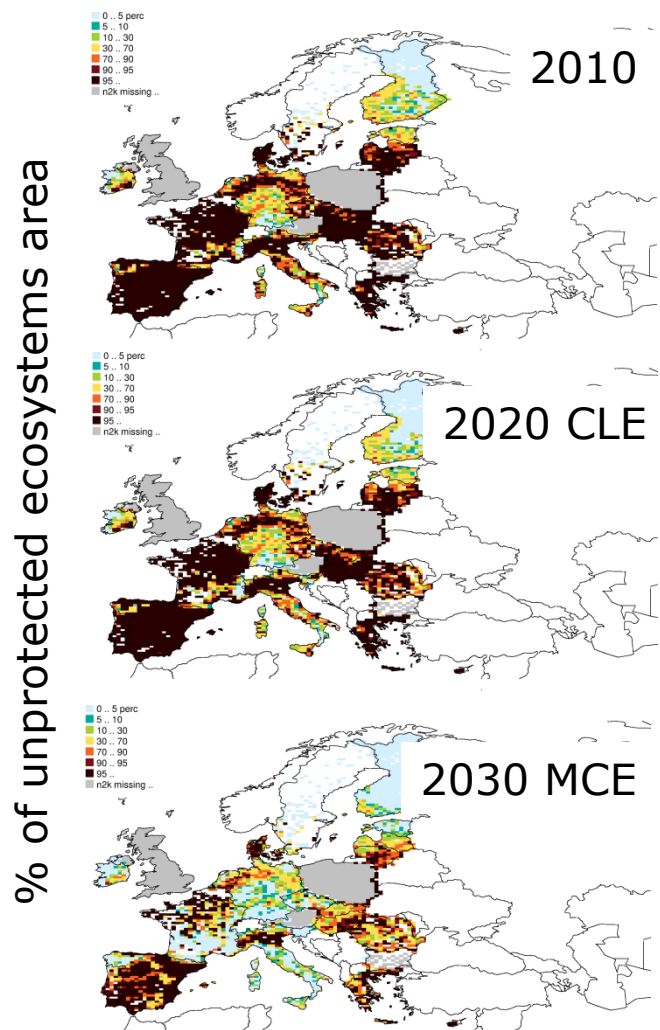 % of unprotected ecosystems area
0 .. 5 perc
5 .. 10
10 .. 30
30 .. 70
70 .. 90
90 .. 95
95 ..
n2k missing ..
2010
0 .. 5 perc
5 .. 10
10 .. 30
30 .. 70
70 .. 90
90 .. 95
95 ..
n2k missing ..
2020 CLE
0 .. 5 perc
5 .. 10
10 .. 30
30 .. 70
70 .. 90
90 .. 95
95 ..
n2k missing ..
2030 MCE